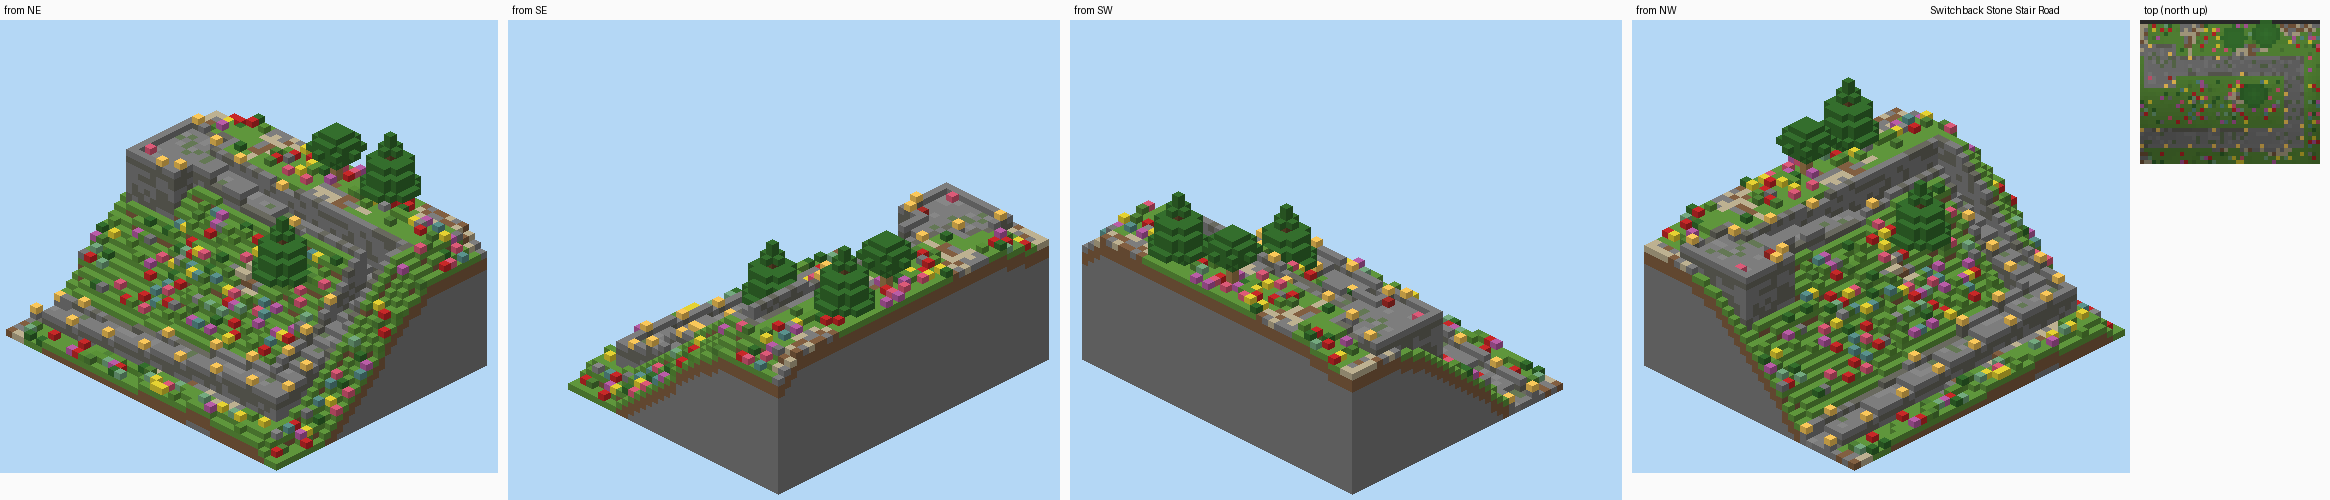 from NE
from SE
from SW
from NW
Switchback Stone Stair Road
top (north up)